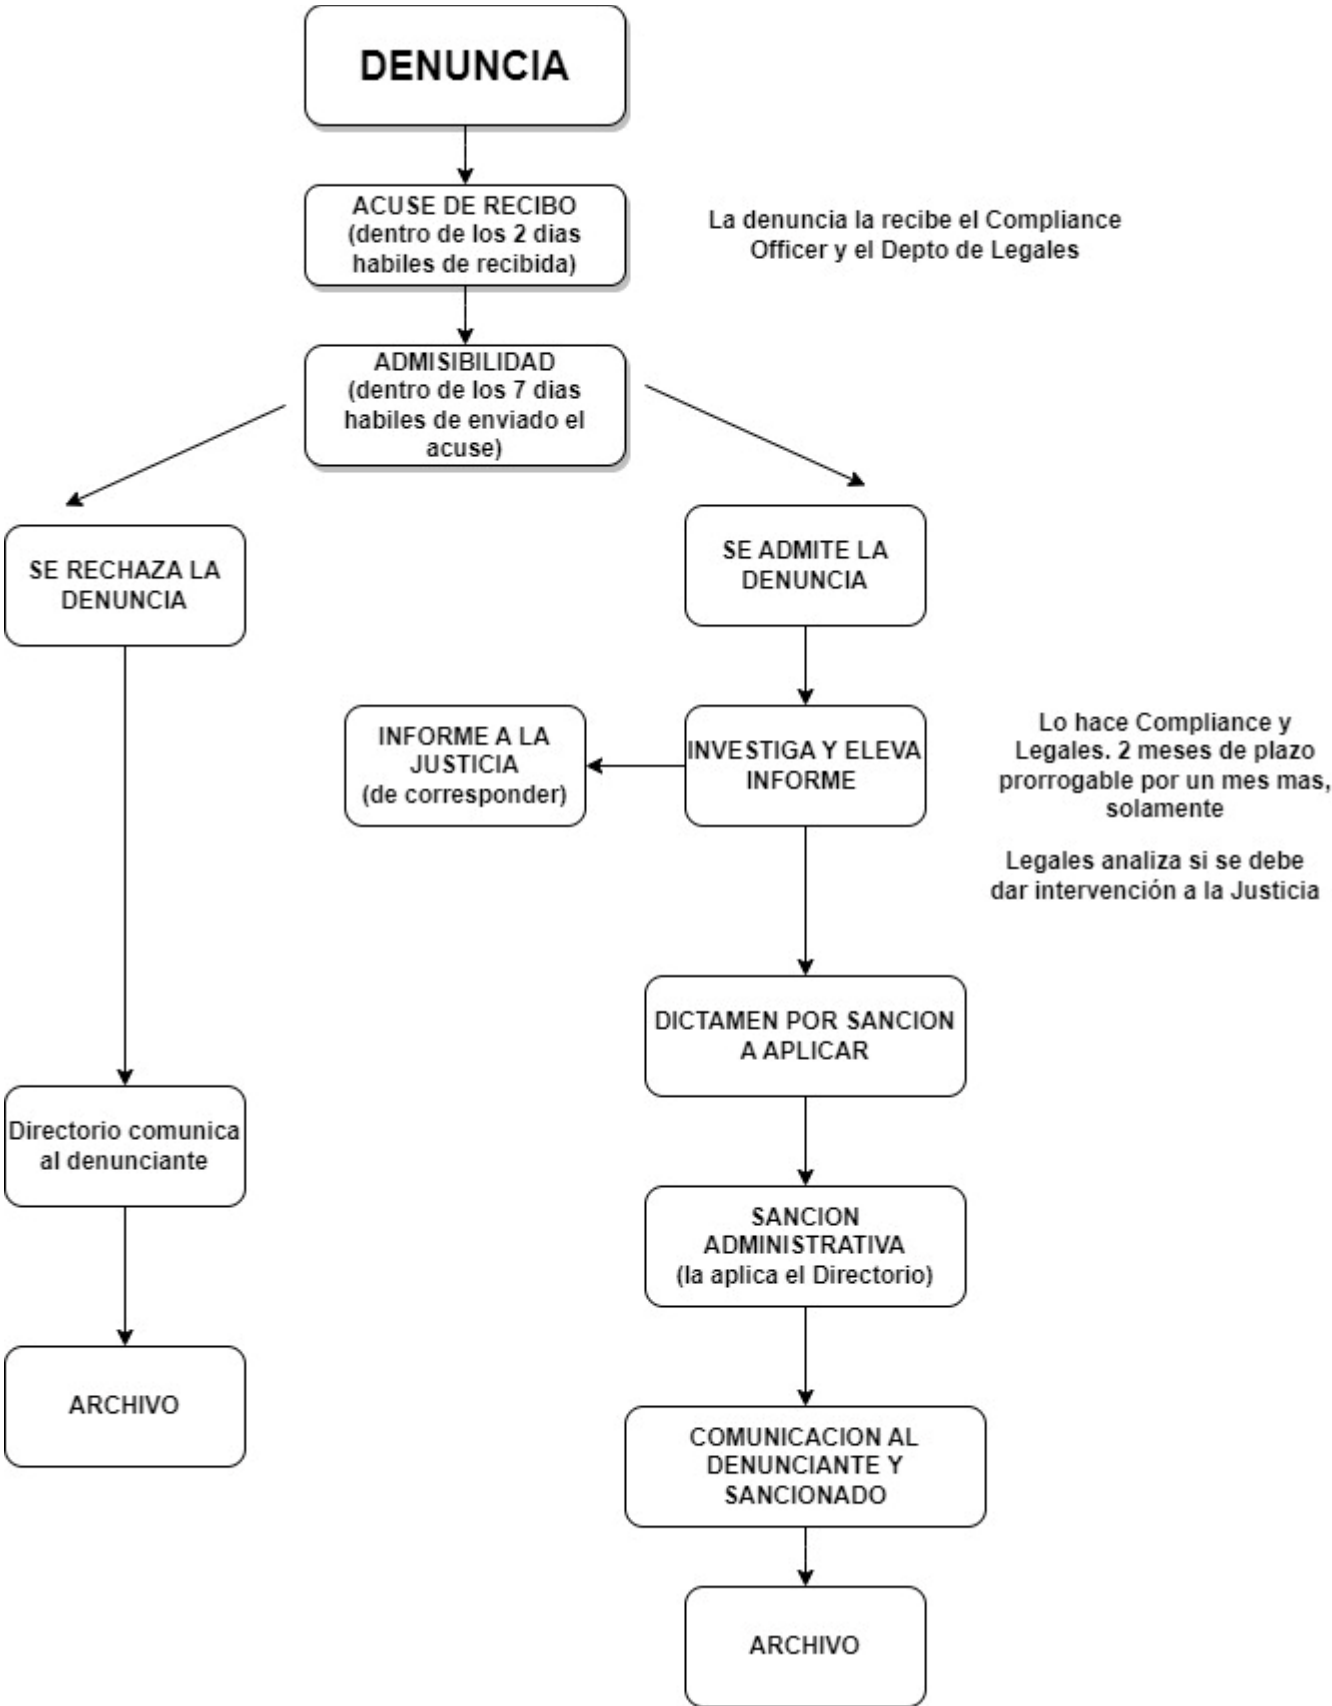 DENUNCIA
ACUSE DE RECIBO
(dentro de los 2 dias
habiles de recibida)
La denuncia la recibe el Compliance
Officer y el Depto de Legales
ADMISIBILIDAD
(dentro de los 7 dias
habiles de enviado el
acuse)
SE RECHAZA LA
DENUNCIA
SE ADMITE LA
DENUNCIA
INFORME A LA
JUSTICIA
(de corresponder)
INVESTIGA Y ELEVA
INFORME
Lo hace Compliance y
Legales. 2 meses de plazo
prorrogable por un mes mas,
solamente
Legales analiza si se debe
dar intervención a la Justicia
DICTAMEN POR SANCION
A APLICAR
Directorio comunica
al denunciante
SANCION
ADMINISTRATIVA
(la aplica el Directorio)
ARCHIVO
COMUNICACION AL
DENUNCIANTE Y
SANCIONADO
ARCHIVO